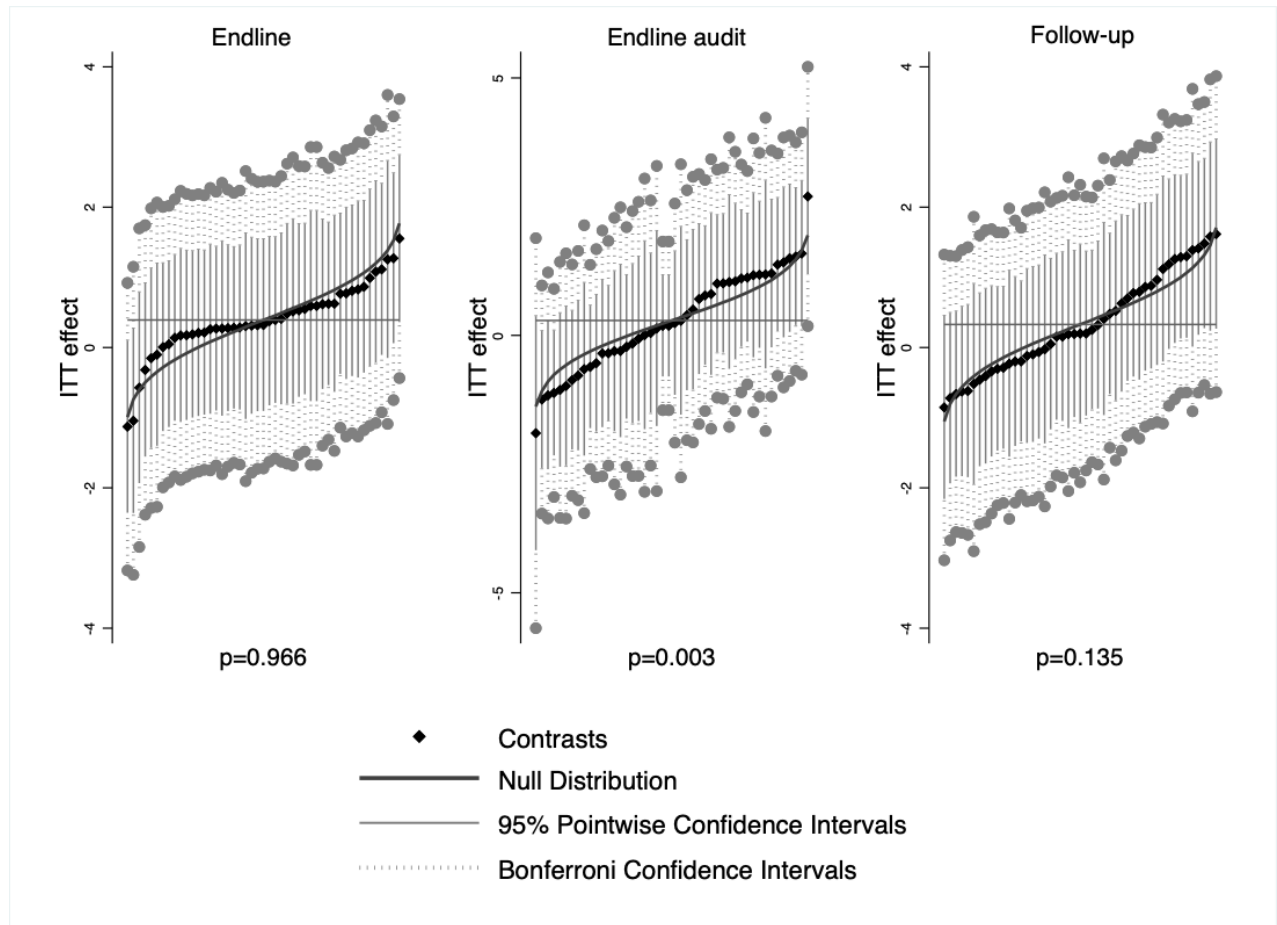 Endline
Endline audit
Follow-up
4
2
0
-2
-4
ITT effect
5
0
-5
ITT effect
4
2
0
-2
-4
ITT effect
p=0.966
p=0.003
p=0.135
Contrasts
Null Distribution
95% Pointwise Confidence Intervals
Bonferroni Confidence Intervals